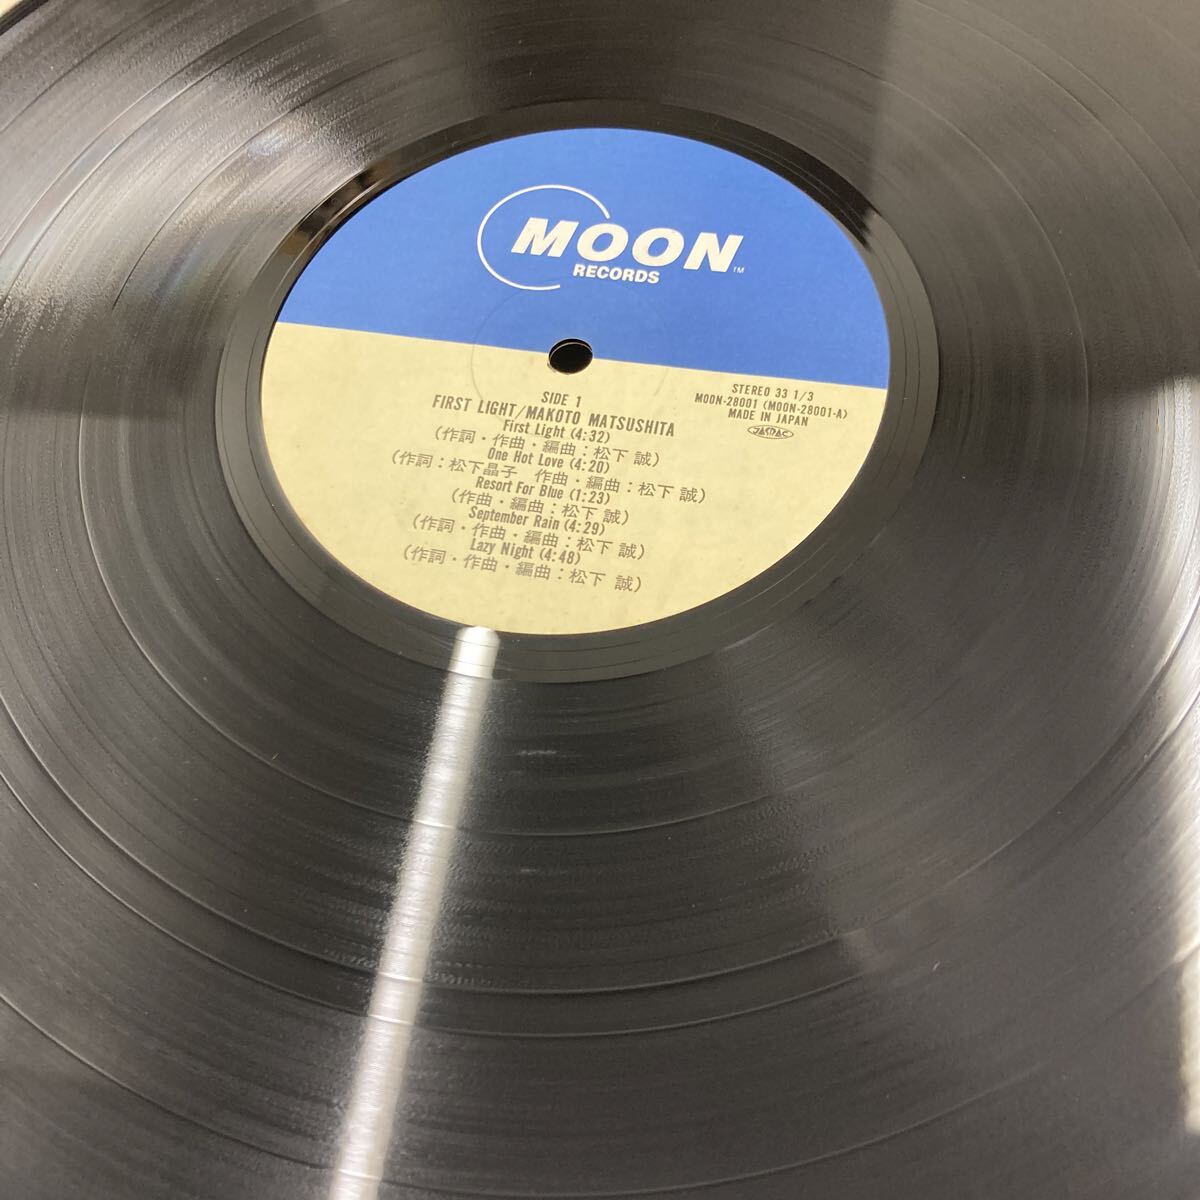 MOON™
RECORDS
SIDE 1
FIRST LIGHT/MAKOTO MATSUSHITA
STEREO 33 1/3
MOON-28001 (MOON-28001-A)
MADE IN JAPAN
JASRAC
First Light (4:32)
(作詞・作曲・編曲：松下 誠)
One Hot Love (4:20)
(作詞：松下晶子 作曲・編曲：松下 誠)
Resort For Blue (1:23)
(作曲・編曲：松下 誠)
September Rain (4:29)
(作詞・作曲・編曲：松下 誠)
Lazy Night (4:48)
(作詞・作曲・編曲：松下 誠)